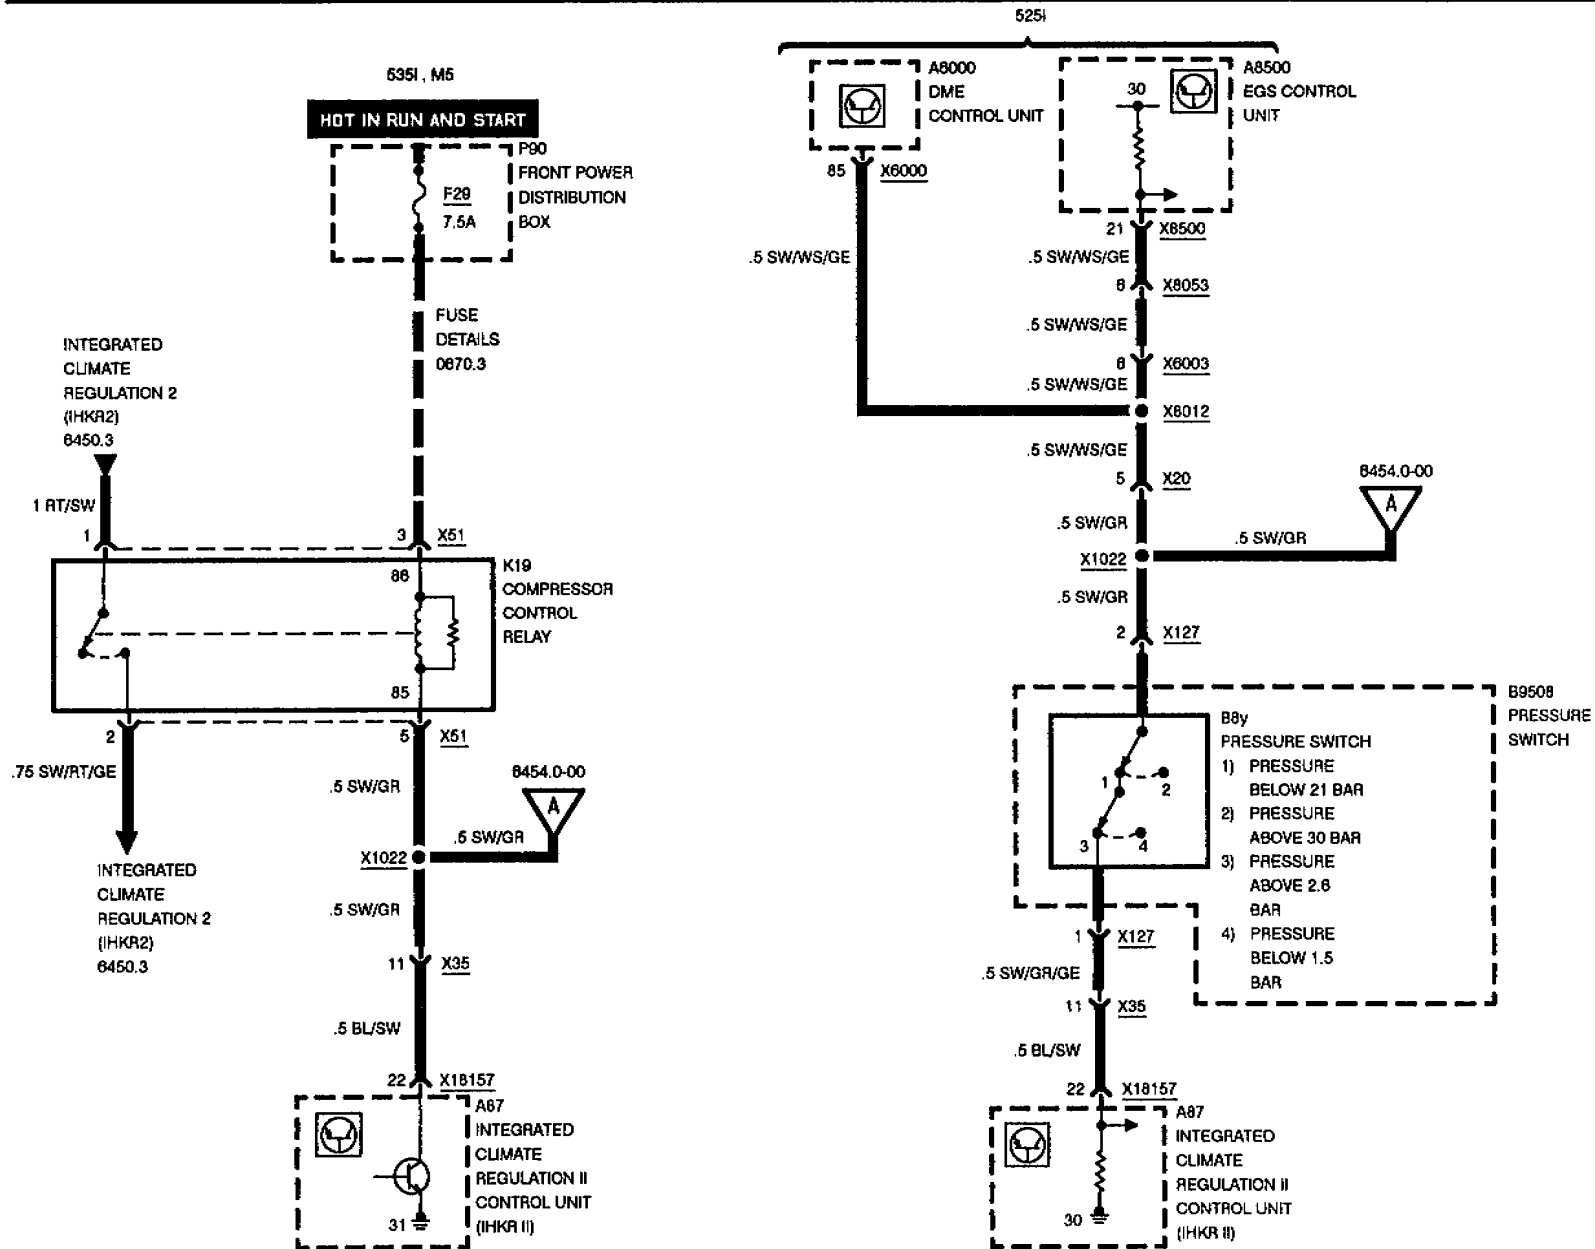 535I , M5
HOT IN RUN AND START
P90
FRONT POWER
DISTRIBUTION
BOX
F29
7.5A
FUSE
DETAILS
0670.3
INTEGRATED
CLIMATE
REGULATION 2
(IHKR2)
6450.3
1 RT/SW
1
3
X51
86
K19
COMPRESSOR
CONTROL
RELAY
85
2
5
X51
.75 SW/RT/GE
.5 SW/GR
INTEGRATED
CLIMATE
REGULATION 2
(IHKR2)
6450.3
6454.0-00
A
.5 SW/GR
X1022
.5 SW/GR
11
X35
.5 BL/SW
22
X18157
A67
INTEGRATED
CLIMATE
REGULATION II
CONTROL UNIT
(IHKR II)
31
525I
A6000
DME
CONTROL UNIT
85
X6000
.5 SW/WS/GE
30
A8500
EGS CONTROL
UNIT
21
X8500
.5 SW/WS/GE
6
X8053
.5 SW/WS/GE
6
X6003
.5 SW/WS/GE
X6012
.5 SW/WS/GE
5
X20
.5 SW/GR
6454.0-00
A
.5 SW/GR
X1022
.5 SW/GR
2
X127
B9508
PRESSURE
SWITCH
B8y
PRESSURE SWITCH
1) PRESSURE
BELOW 21 BAR
2) PRESSURE
ABOVE 30 BAR
3) PRESSURE
ABOVE 2.6
BAR
4) PRESSURE
BELOW 1.5
BAR
1
2
3
4
1
X127
.5 SW/GR/GE
11
X35
.5 BL/SW
22
X18157
A87
INTEGRATED
CLIMATE
REGULATION II
CONTROL UNIT
(IHKR II)
30